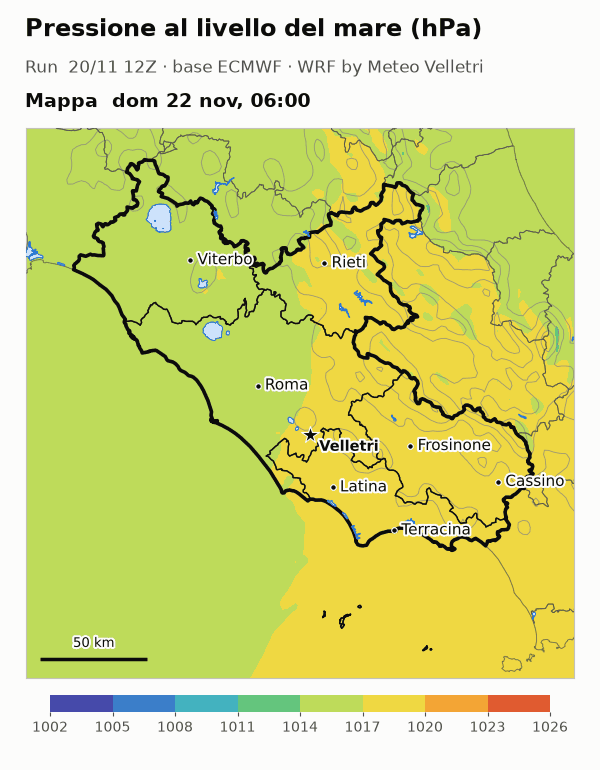 Pressione al livello del mare (hPa)
Run  20/11 12Z · base ECMWF · WRF by Meteo Velletri
Mappa  dom 22 nov, 06:00
Viterbo
Rieti
Roma
Velletri
Frosinone
Cassino
Latina
Terracina
50 km
1002 1005 1008 1011 1014 1017 1020 1023 1026